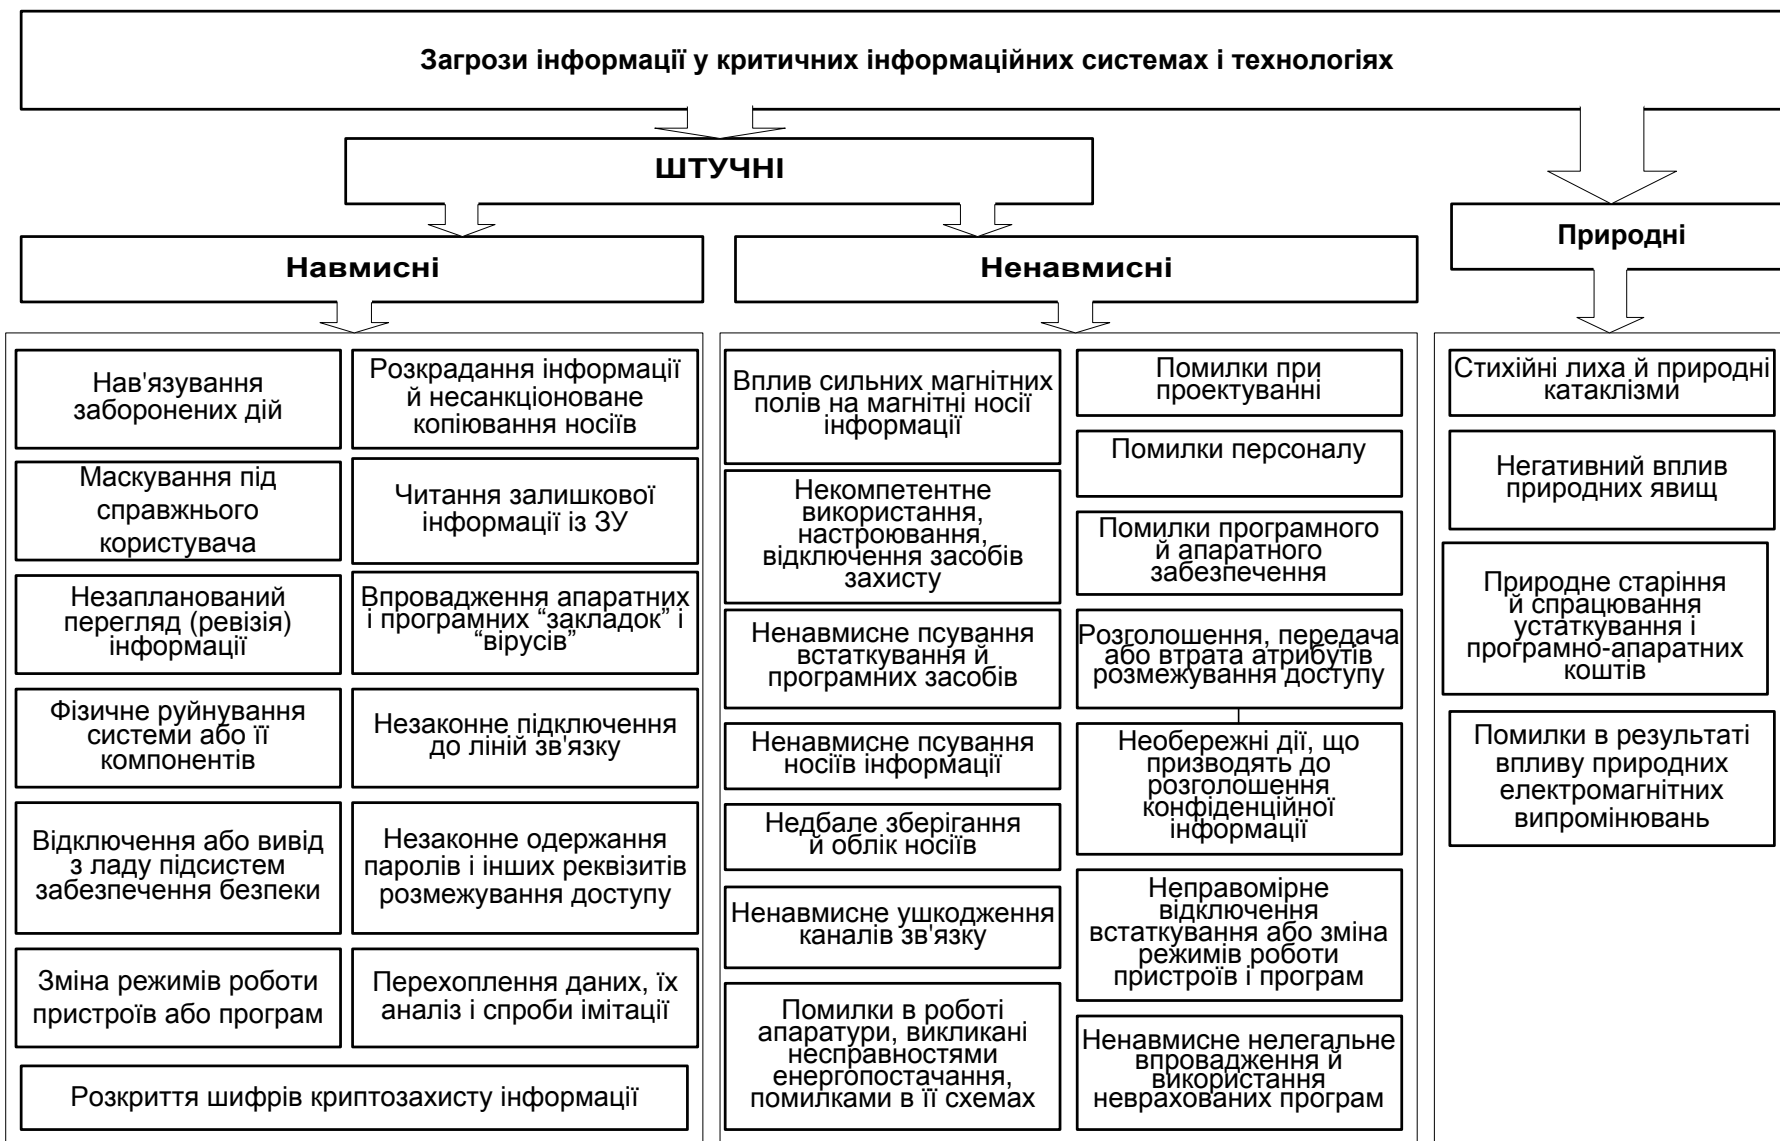 Загрози інформації у критичних інформаційних системах і технологіях
ШТУЧНІ
Природні
Навмисні
Ненавмисні
Нав'язування
заборонених дій
Маскування під
справжнього
користувача
Незапланований
перегляд (ревізія)
інформації
Фізичне руйнування
системи або її
компонентів
Відключення або вивід
з ладу підсистем
забезпечення безпеки
Зміна режимів роботи
пристроїв або програм
Розкрадання інформації
й несанкціоноване
копіювання носіїв
Читання залишкової
інформації із ЗУ
Впровадження апаратних
і програмних “закладок” і
“вірусів”
Незаконне підключення
до ліній зв'язку
Незаконне одержання
паролів і інших реквізитів
розмежування доступу
Перехоплення даних, їх
аналіз і спроби імітації
Розкриття шифрів криптозахисту інформації
Вплив сильних магнітних
полів на магнітні носії
інформації
Некомпетентне
використання,
настроювання,
відключення засобів
захисту
Ненавмисне псування
встаткування й
програмних засобів
Ненавмисне псування
носіїв інформації
Недбале зберігання
й облік носіїв
Ненавмисне ушкодження
каналів зв'язку
Помилки в роботі
апаратури, викликані
несправностями
енергопостачання,
помилками в її схемах
Помилки при
проектуванні
Помилки персоналу
Помилки програмного
й апаратного
забезпечення
Розголошення, передача
або втрата атрибутів
розмежування доступу
Необережні дії, що
призводять до
розголошення
конфіденційної
інформації
Неправомірне
відключення
встаткування або зміна
режимів роботи
пристроїв і програм
Ненавмисне нелегальне
впровадження й
використання
неврахованих програм
Стихійні лиха й природні
катаклізми
Негативний вплив
природних явищ
Природне старіння
й спрацювання
устаткування і
програмно-апаратних
коштів
Помилки в результаті
впливу природних
електромагнітних
випромінювань